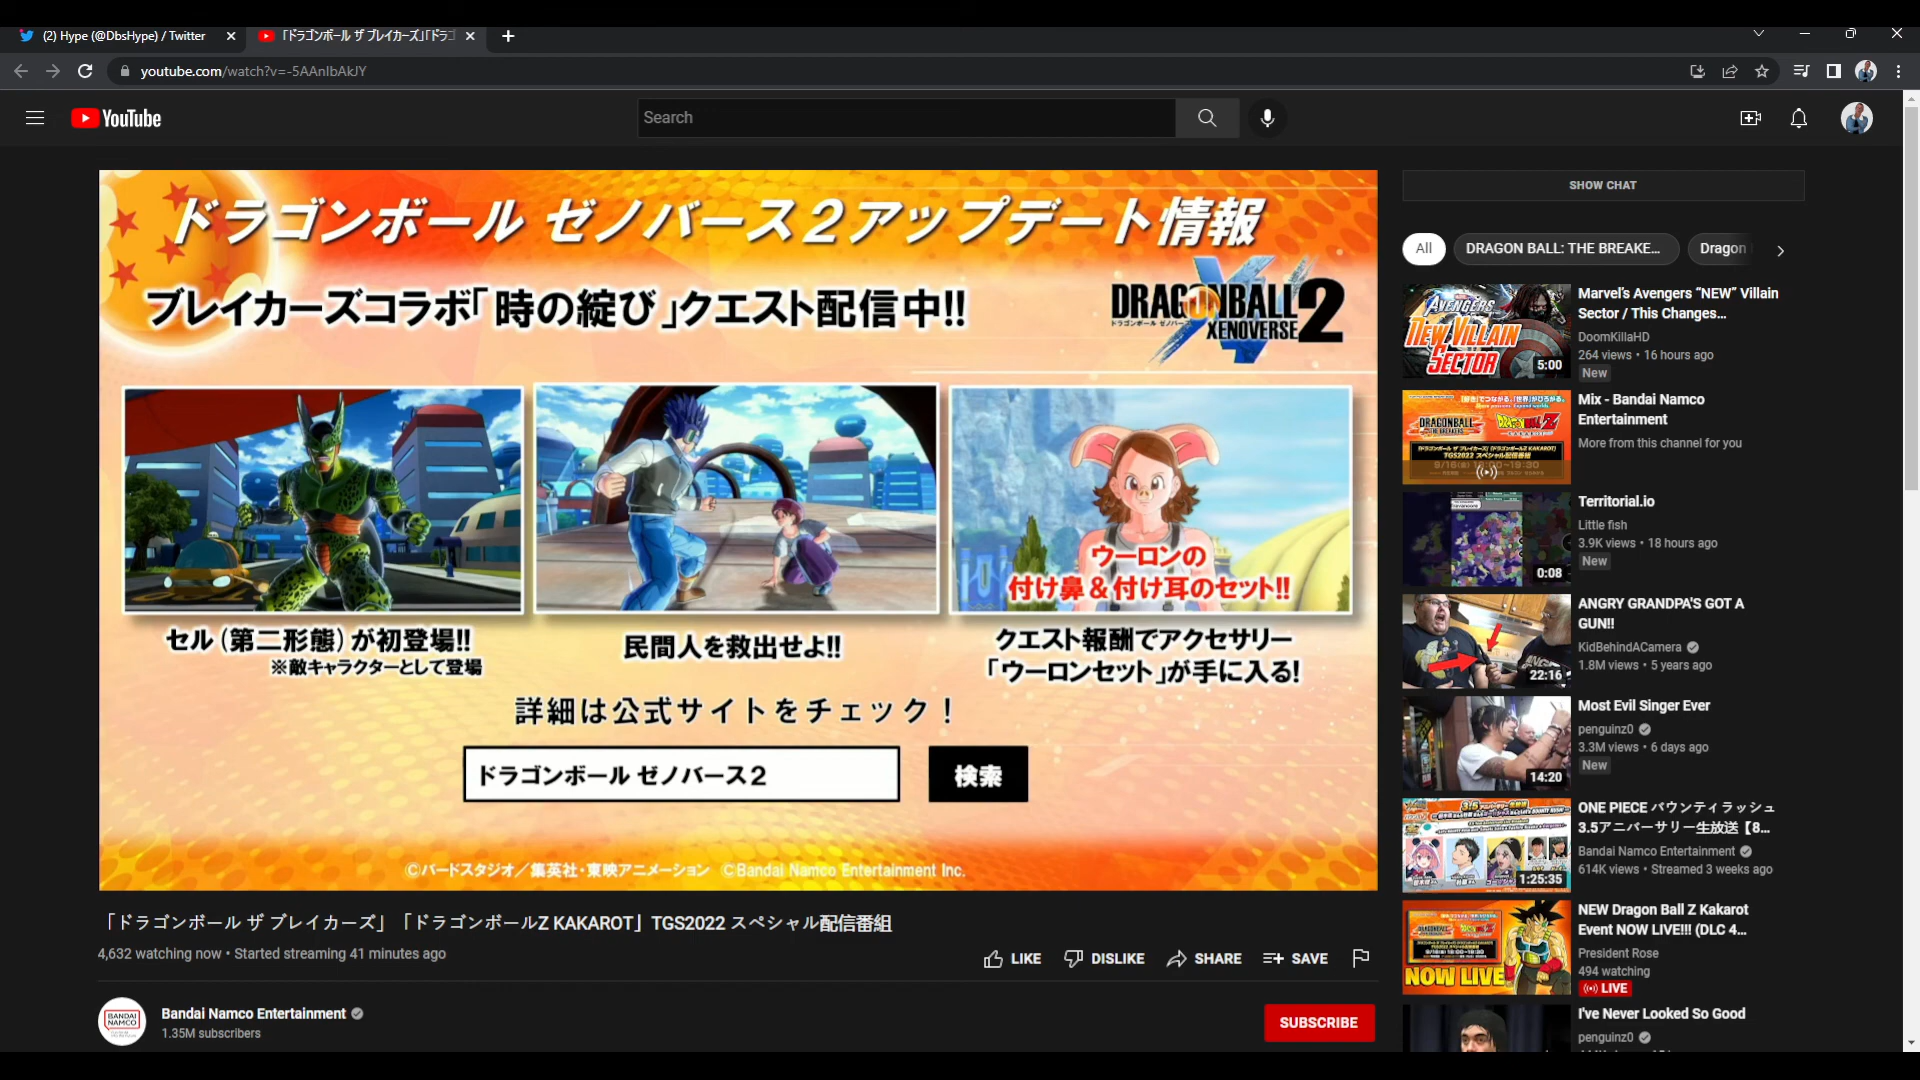 (2) Hype (@DbsHype) / Twitter
「ドラゴンボール ザ ブレイカーズ」「ドラゴ
youtube.com/watch?v=-5AAnIbAkJY
YouTube
Search
ドラゴンボール ゼノバース2アップデート情報
ブレイカーズコラボ「時の綻び」クエスト配信中!!
DRAGONBALL
XENOVERSE 2
セル(第二形態)が初登場!!
※敵キャラクターとして登場
民間人を救出せよ!!
ウーロンの
付け鼻&付け耳のセット!!
クエスト報酬でアクセサリー
「ウーロンセット」が手に入る!
詳細は公式サイトをチェック!
ドラゴンボール ゼノバース2
検索
©バードスタジオ/集英社・東映アニメーション ©Bandai Namco Entertainment Inc.
「ドラゴンボール ザ ブレイカーズ」「ドラゴンボールZ KAKAROT」TGS2022 スペシャル配信番組
4,632 watching now • Started streaming 41 minutes ago
LIKE
DISLIKE
SHARE
SAVE
BANDAI
NAMCO
Bandai Namco Entertainment
1.35M subscribers
SUBSCRIBE
SHOW CHAT
All
DRAGON BALL: THE BREAKE...
Dragon
AVENGERS
NEW VILLAIN
SECTOR
5:00
Marvel's Avengers “NEW” Villain
Sector / This Changes...
DoomKillaHD
264 views • 16 hours ago
New
Mix - Bandai Namco
Entertainment
More from this channel for you
Territorial.io
Little fish
3.9K views • 18 hours ago
New
0:08
ANGRY GRANDPA'S GOT A
GUN!!
KidBehindACamera
1.8M views • 5 years ago
22:16
Most Evil Singer Ever
penguinz0
3.3M views • 6 days ago
New
14:20
ONE PIECE バウンティラッシュ
3.5アニバーサリー生放送【8...
Bandai Namco Entertainment
614K views • Streamed 3 weeks ago
1:25:35
NEW Dragon Ball Z Kakarot
Event NOW LIVE!!! (DLC 4...
President Rose
494 watching
LIVE
NOW LIVE
I've Never Looked So Good
penguinz0